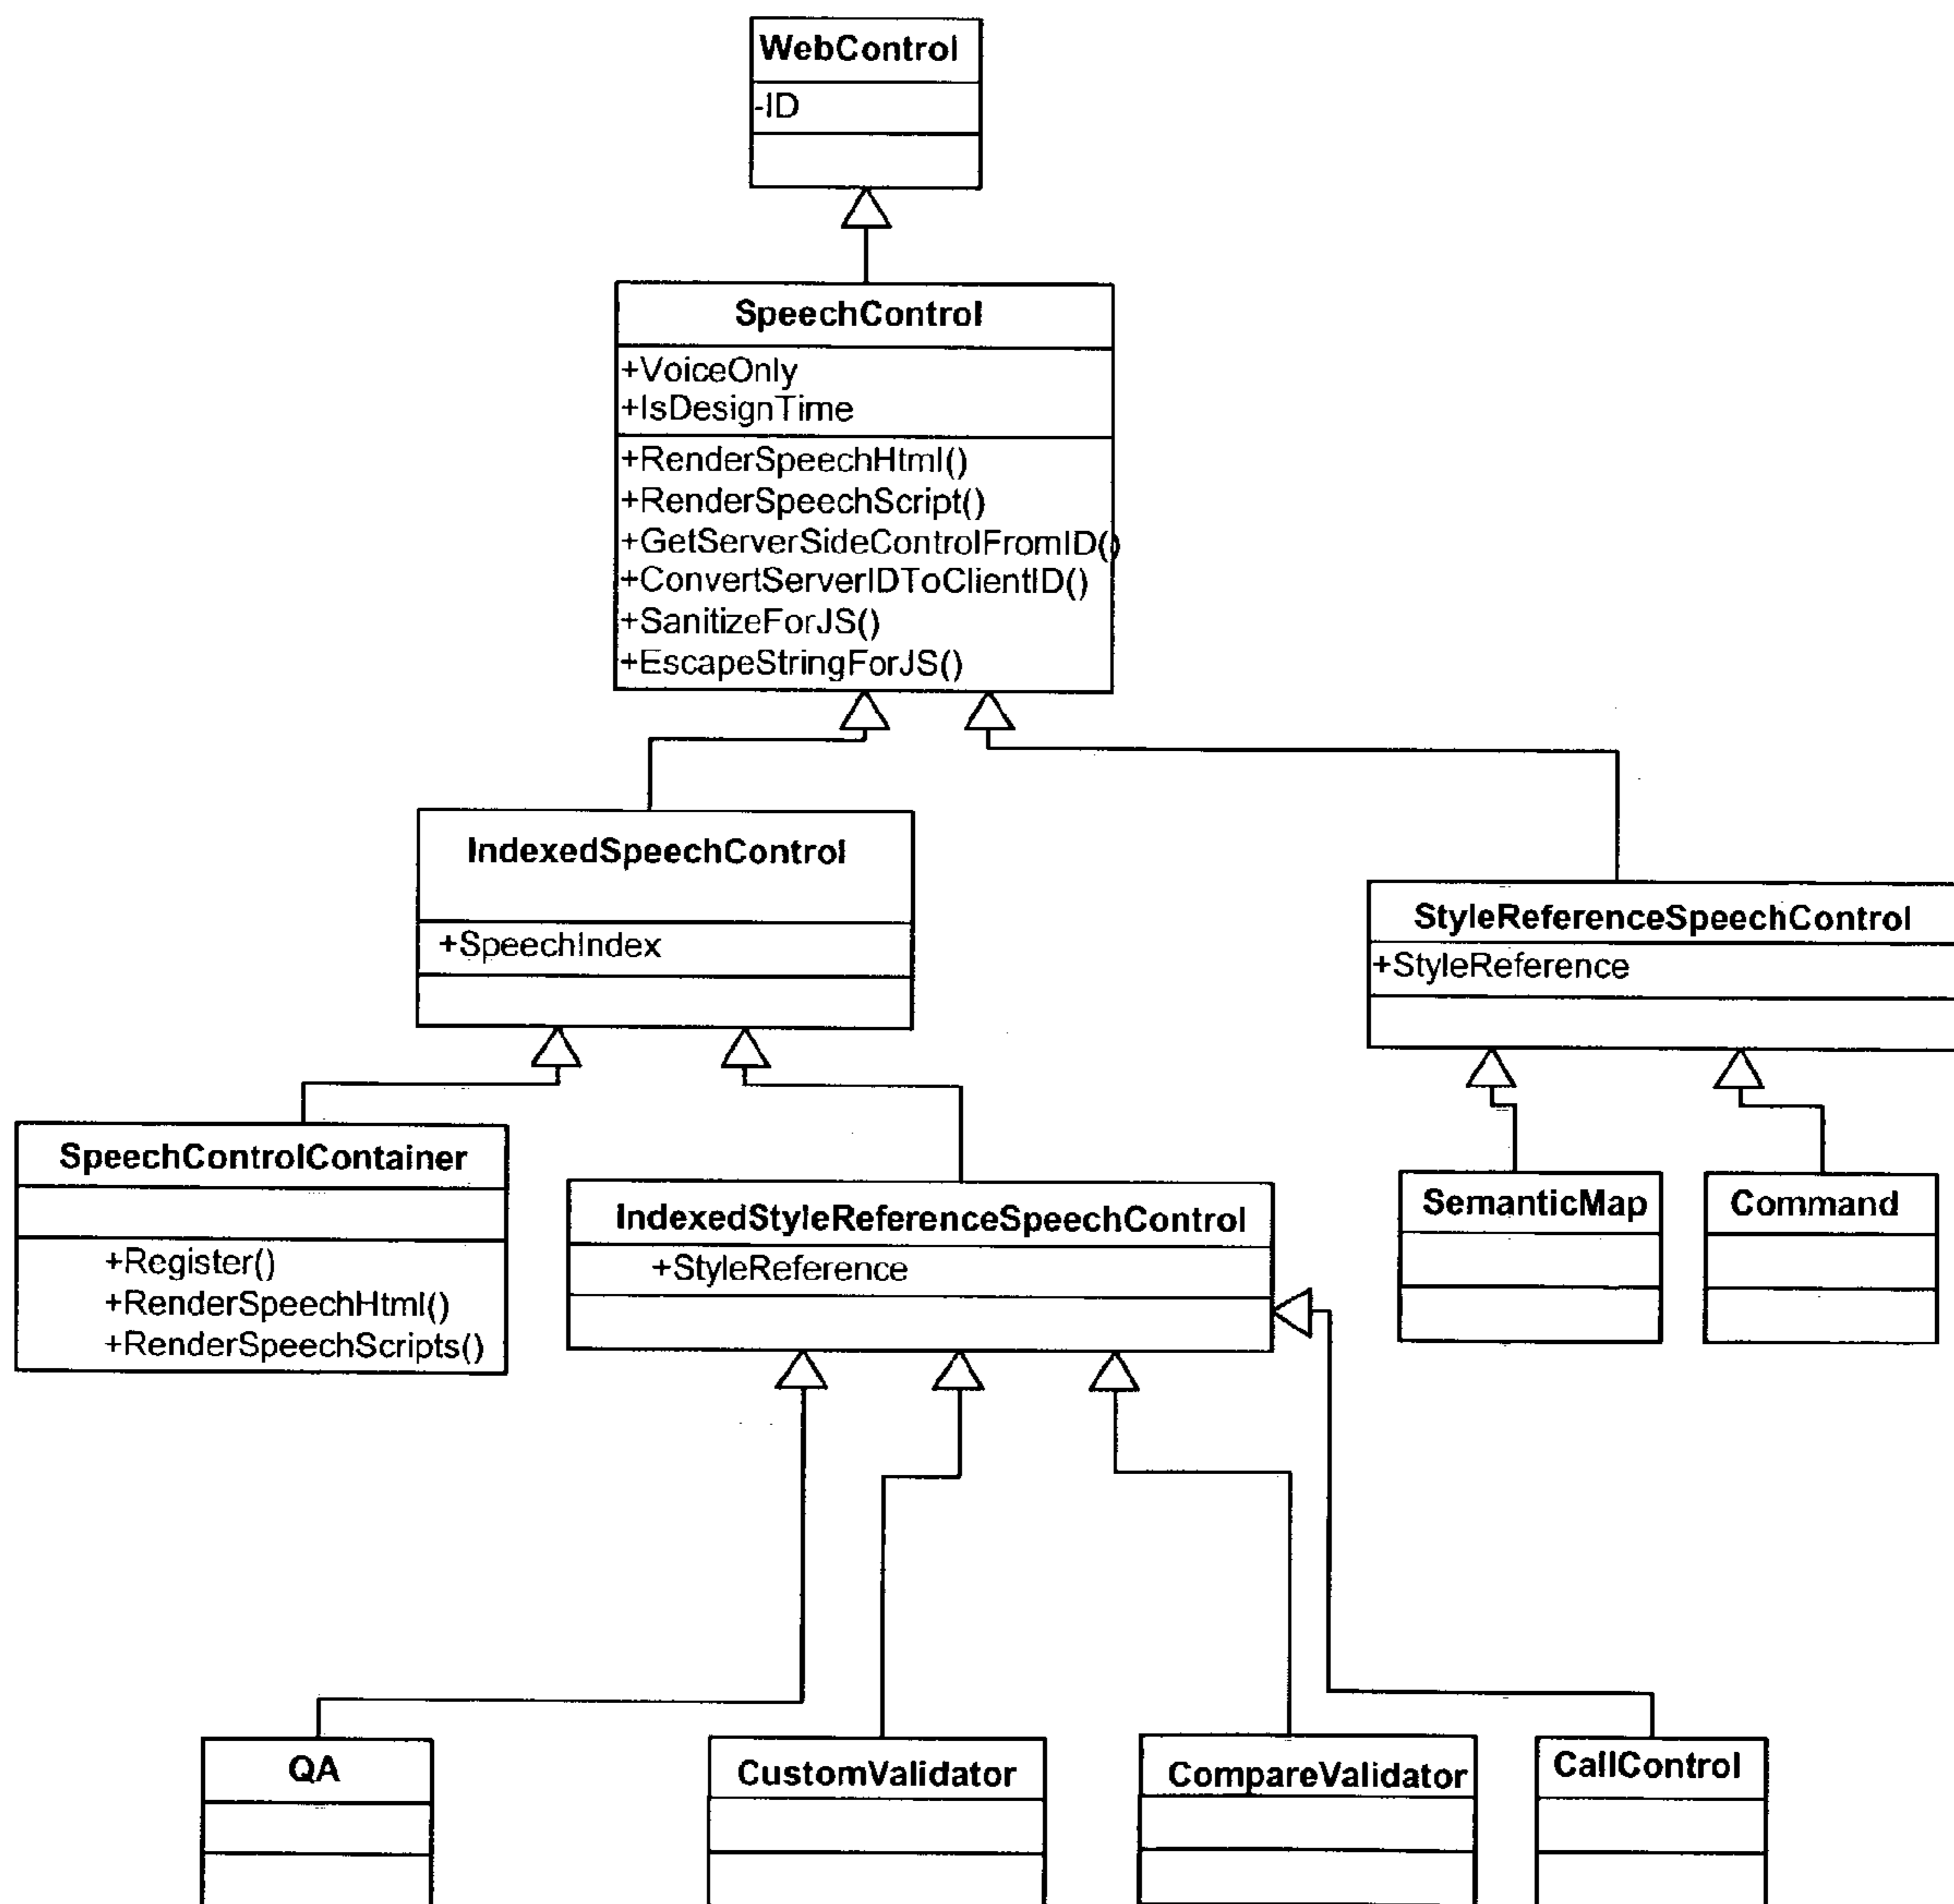 WebControl
-ID
SpeechControl
+VoiceOnly
+IsDesignTime
+RenderSpeechHtml()
+RenderSpeechScript()
+GetServerSideControlFromID()
+ConvertServerIDToClientID()
+SanitizeForJS()
+EscapeStringForJS()
IndexedSpeechControl
+SpeechIndex
StyleReferenceSpeechControl
+StyleReference
SpeechControlContainer
+Register()
+RenderSpeechHtml()
+RenderSpeechScripts()
IndexedStyleReferenceSpeechControl
+StyleReference
SemanticMap
Command
QA
CustomValidator
CompareValidator
CallControl